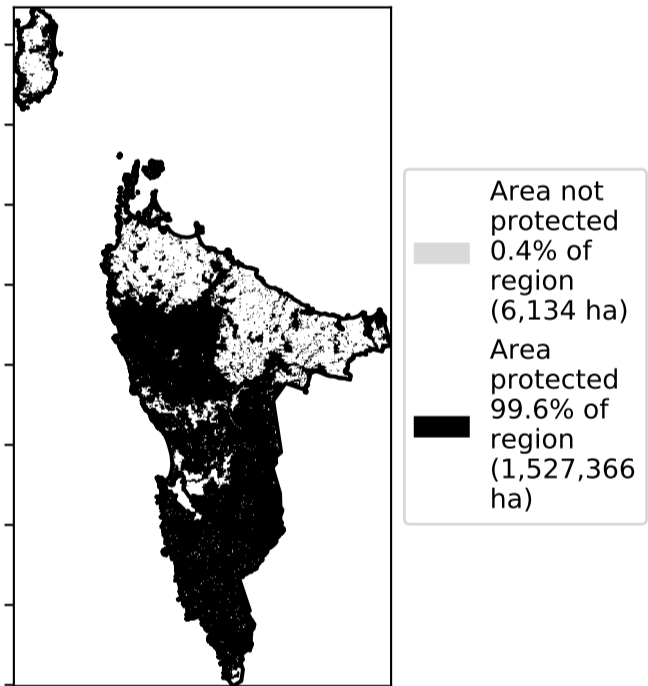 Area not
protected
0.4% of
region
(6,134 ha)
Area
protected
99.6% of
region
(1,527,366
ha)